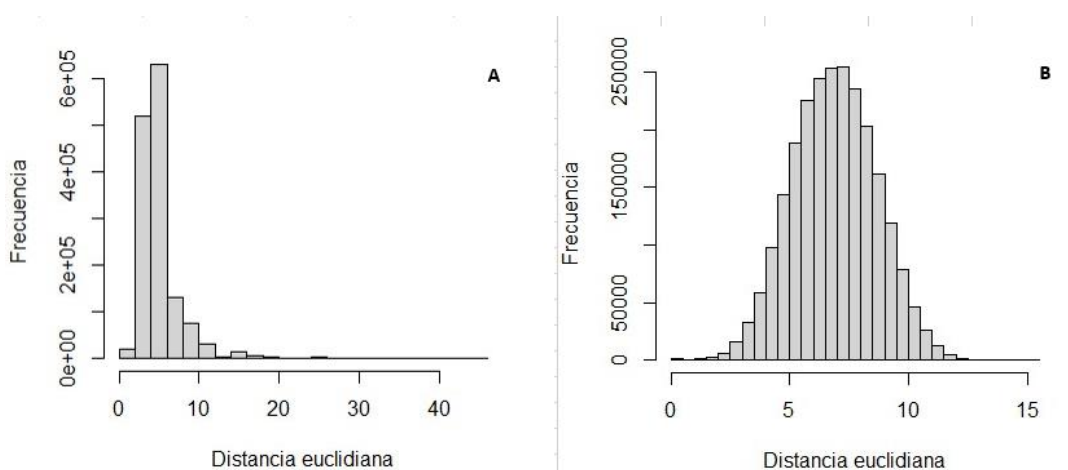 A
Frecuencia
6e+05
4e+05
2e+05
0e+00
0 10 20 30 40
Distancia euclidiana
B
Frecuencia
250000
150000
50000
0
0 5 10 15
Distancia euclidiana